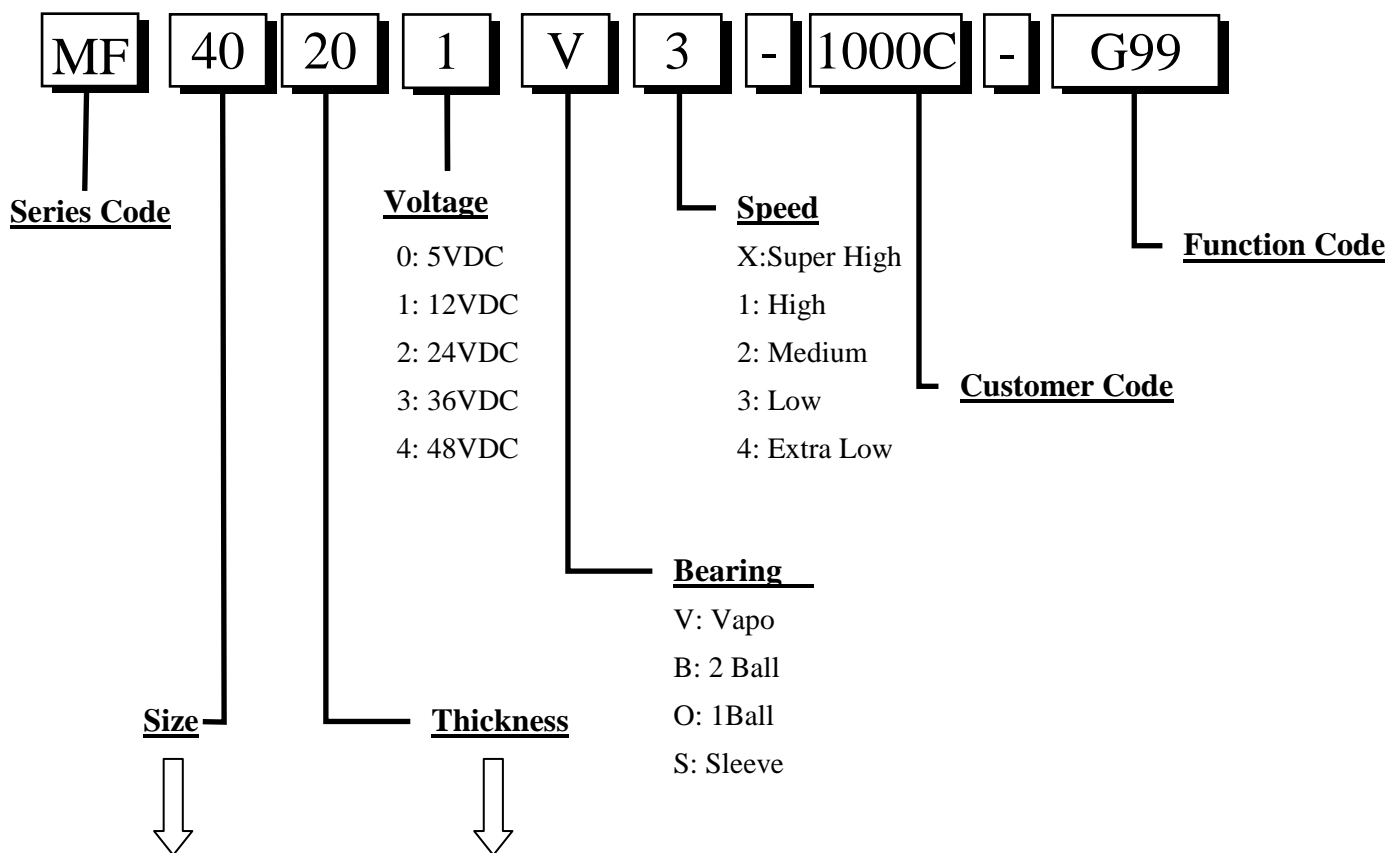 MF 40 20 1 V 3 - 1000C - G99
Series Code
Voltage
0: 5VDC
1: 12VDC
2: 24VDC
3: 36VDC
4: 48VDC
Speed
X:Super High
1: High
2: Medium
3: Low
4: Extra Low
Function Code
Customer Code
Bearing
V: Vapo
B: 2 Ball
O: 1Ball
S: Sleeve
Size
Thickness